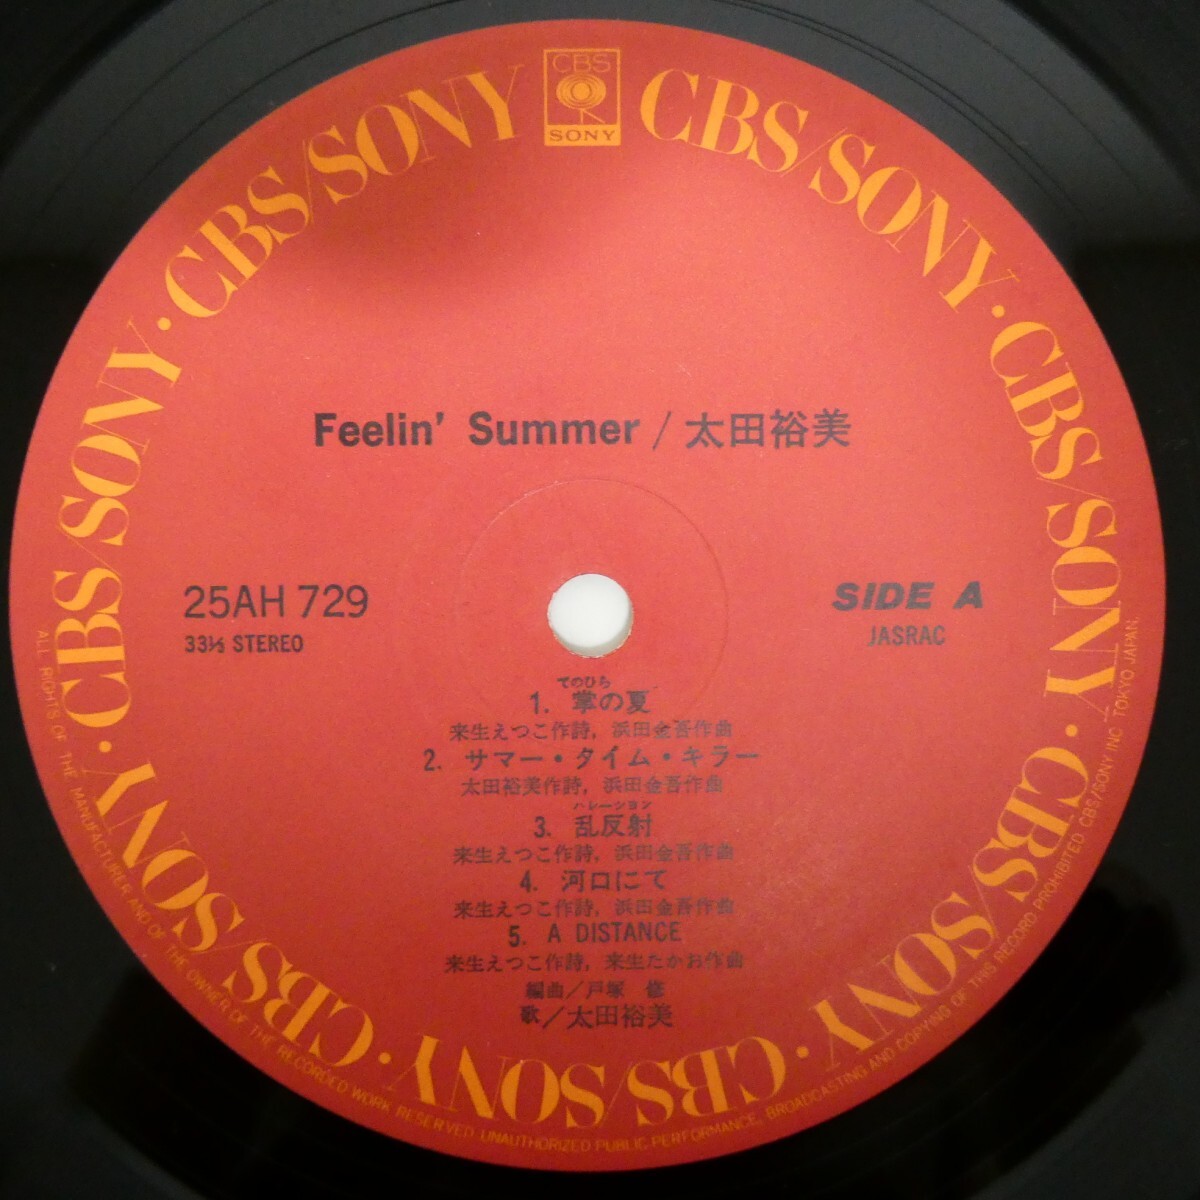 CBS
SONY
CBS/SONY · CBS/SONY · CBS/SONY · CBS/SONY · CBS/SONY · CBS/SONY · CBS/SONY · CBS/SONY
Feelin' Summer / 太田裕美
25AH 729
33⅓ STEREO
SIDE A
JASRAC
てのひら
1. 掌の夏
来生えつこ作詩, 浜田金吾作曲
2. サマー・タイム・キラー
太田裕美作詩, 浜田金吾作曲
ハレーション
3. 乱反射
来生えつこ作詩, 浜田金吾作曲
4. 河口にて
来生えつこ作詩, 浜田金吾作曲
5. A DISTANCE
来生えつこ作詩, 来生たかお作曲
編曲/戸塚 修
歌/太田裕美
ALL RIGHTS OF THE MANUFACTURER AND OF THE OWNER OF THE RECORDED WORK RESERVED UNAUTHORIZED PUBLIC PERFORMANCE, BROADCASTING AND COPYING OF THIS RECORD PROHIBITED CBS/SONY INC TOKYO JAPAN.